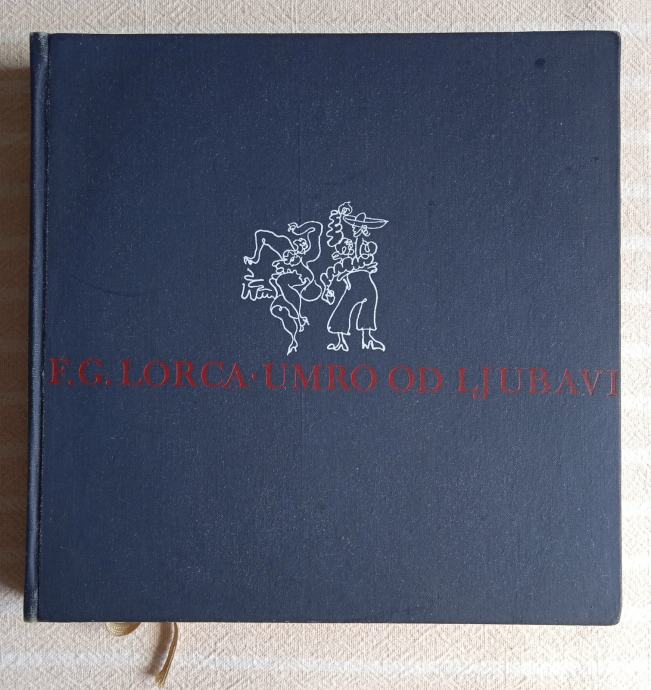 F. G. LORCA · UMRO OD LJUBAVI